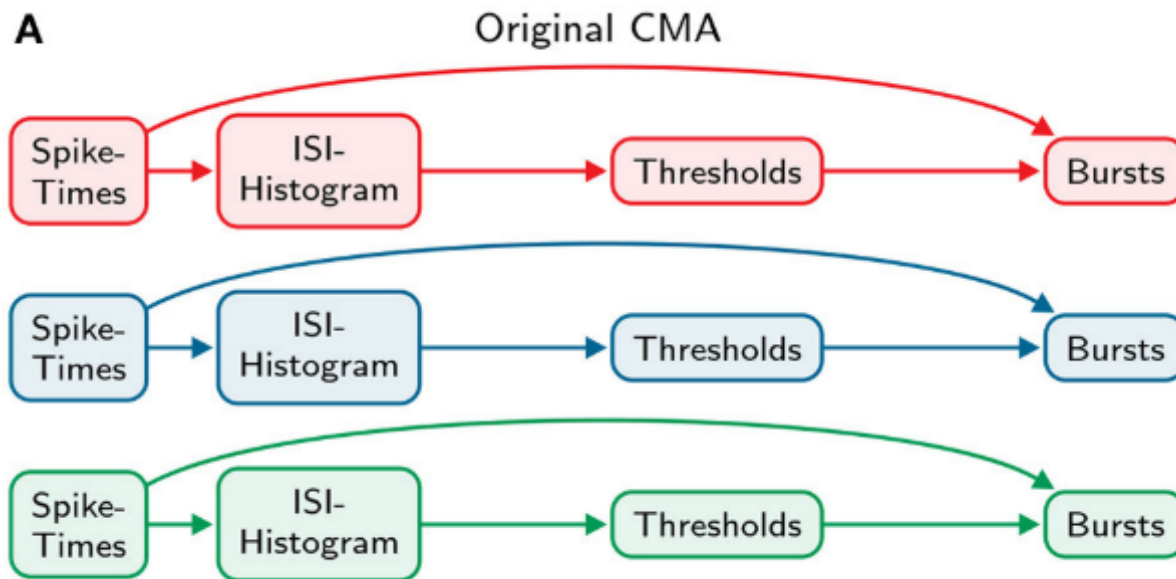 A
Original CMA
Spike-
Times
ISI-
Histogram
Thresholds
Bursts
Spike-
Times
ISI-
Histogram
Thresholds
Bursts
Spike-
Times
ISI-
Histogram
Thresholds
Bursts